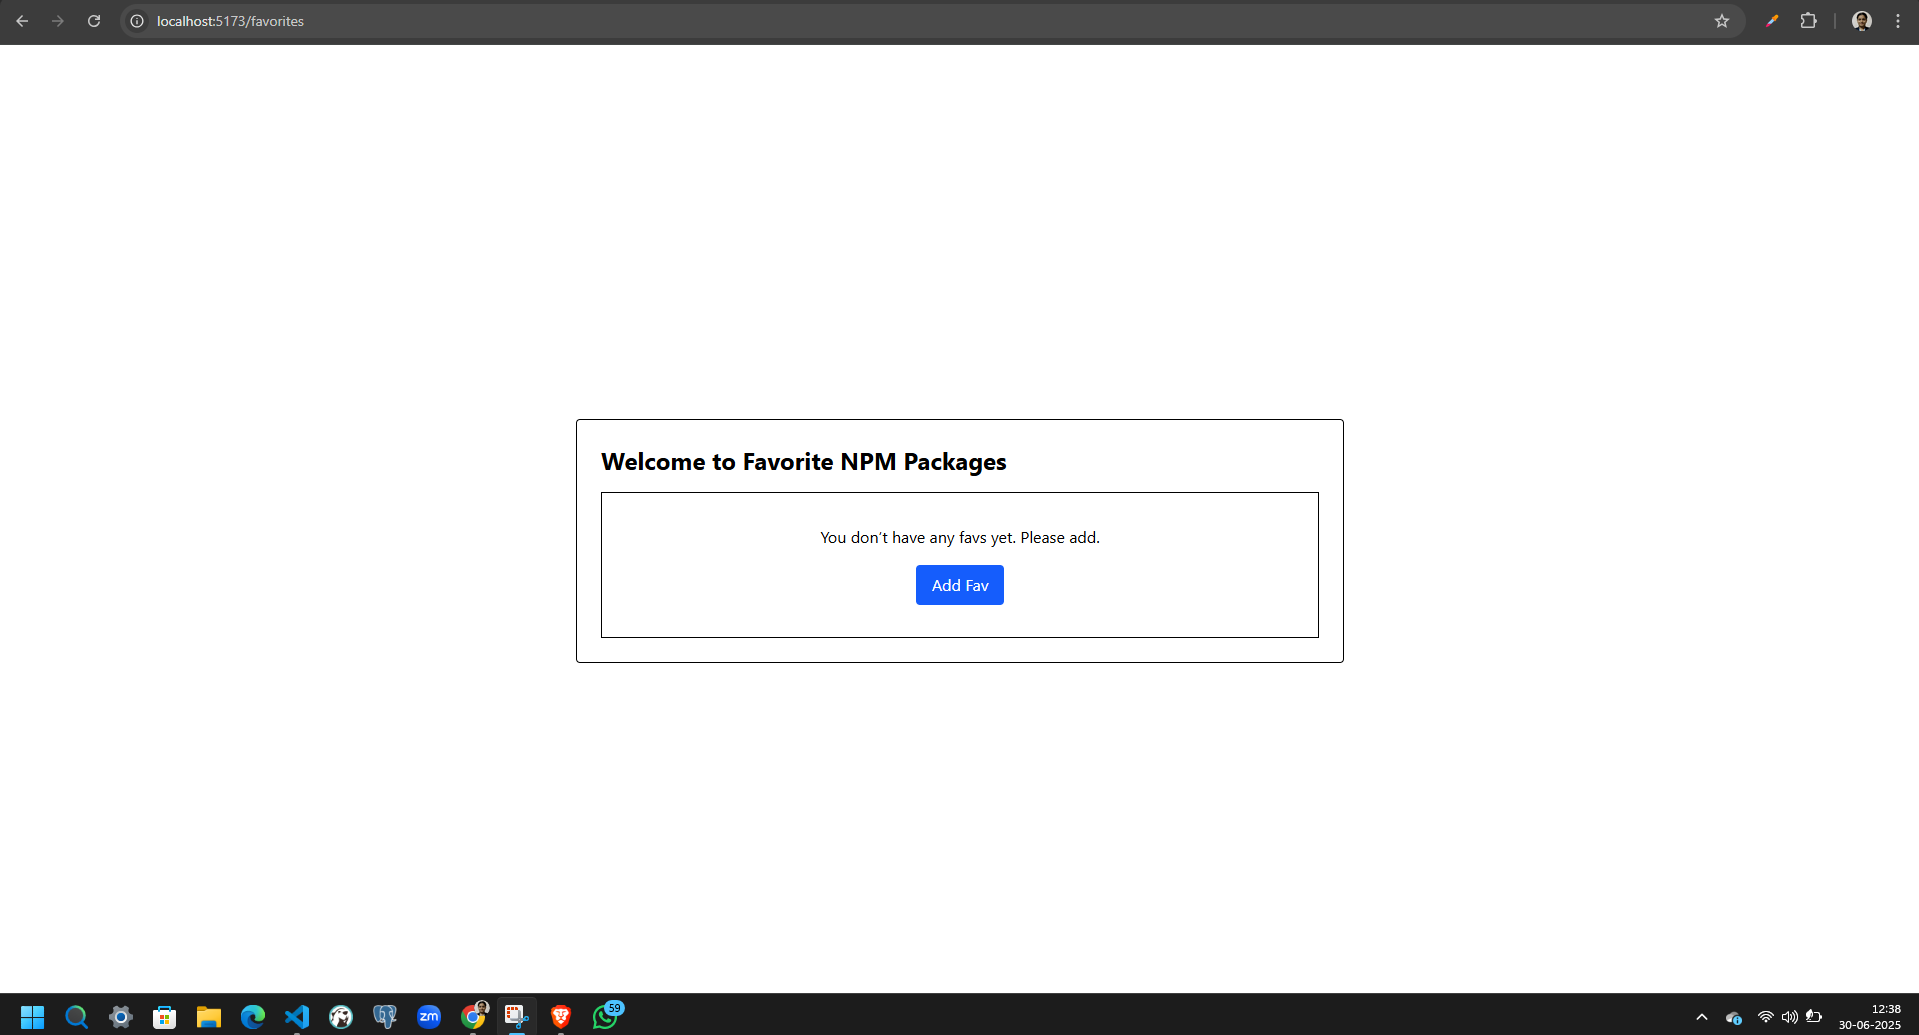 localhost:5173/favorites
Welcome to Favorite NPM Packages
You don't have any favs yet. Please add.
Add Fav
zm
59
12:38
30-06-2025